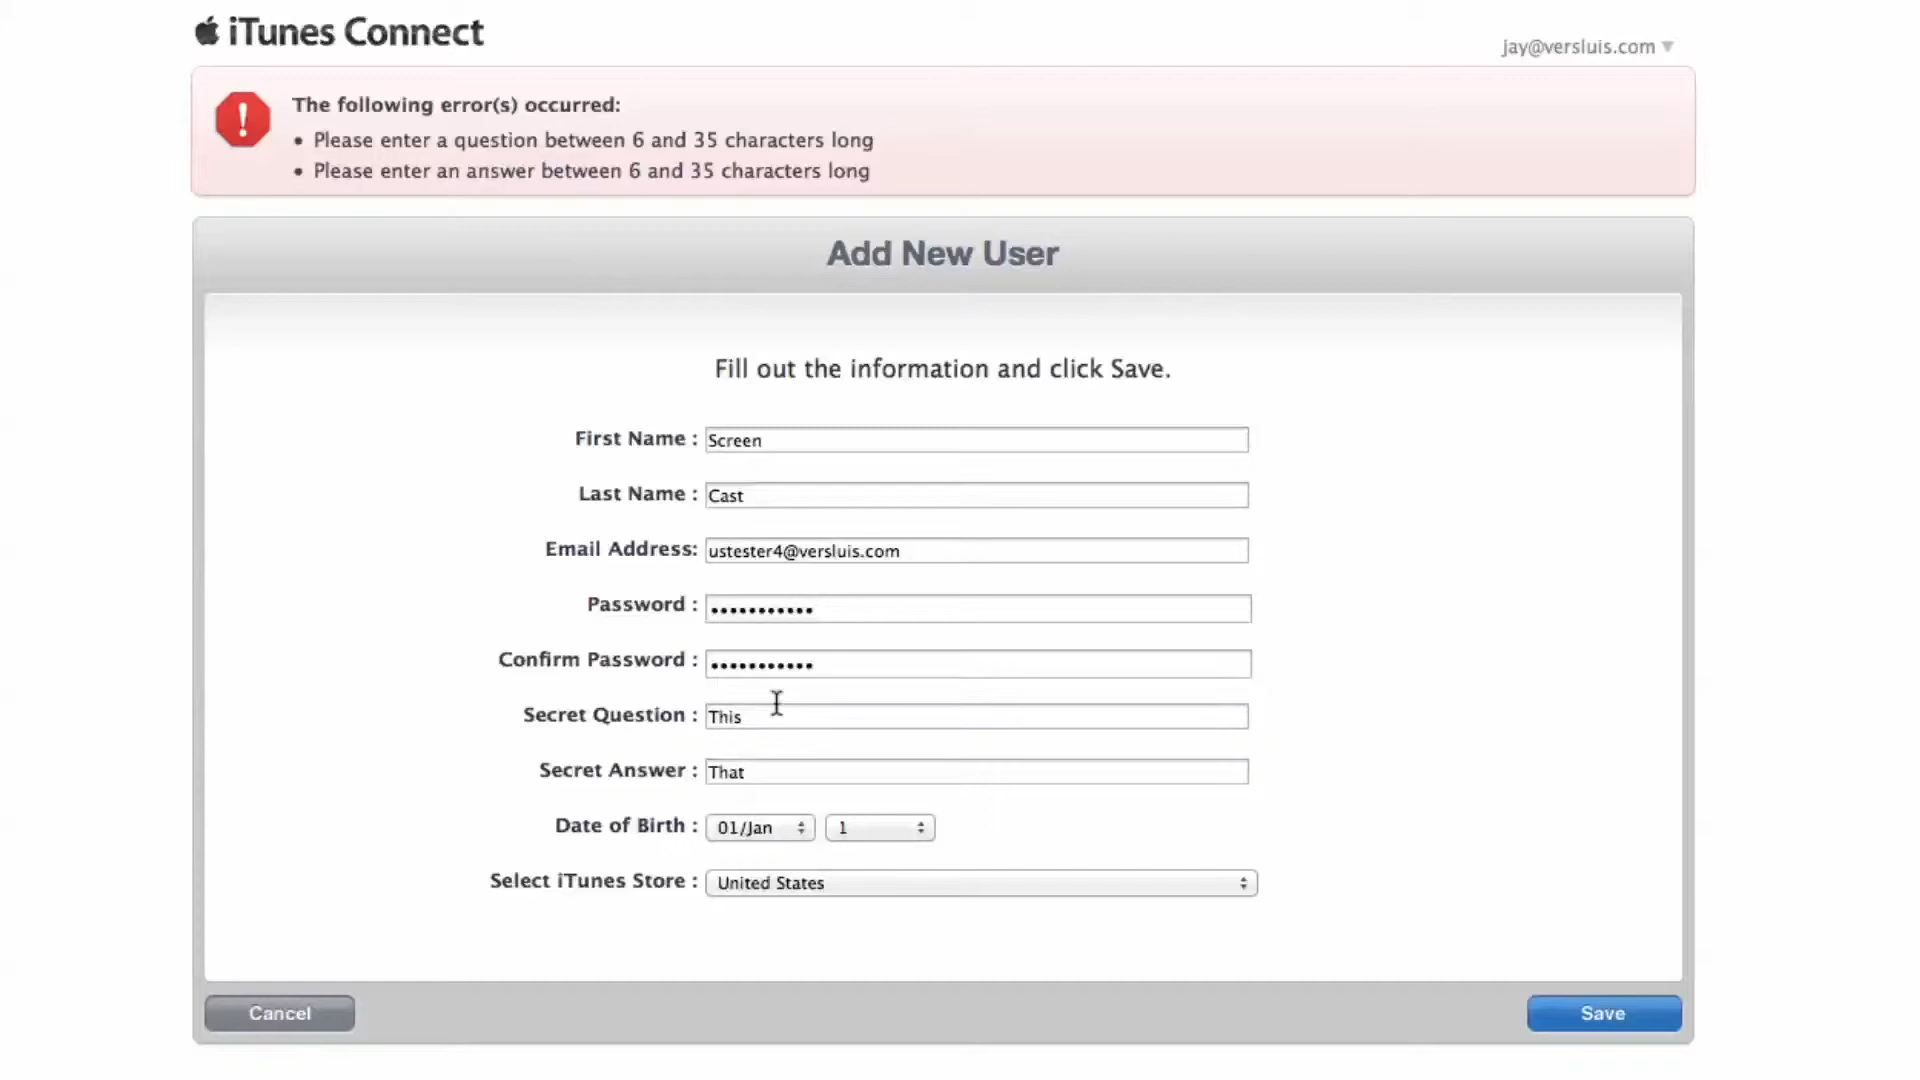 iTunes Connect
jay@versluis.com
The following error(s) occurred:
• Please enter a question between 6 and 35 characters long
• Please enter an answer between 6 and 35 characters long
Add New User
Fill out the information and click Save.
First Name : Screen
Last Name : Cast
Email Address: ustester4@versluis.com
Password : •••••••••••
Confirm Password : •••••••••••
Secret Question : This
Secret Answer : That
Date of Birth : 01/Jan 1
Select iTunes Store : United States
Cancel Save